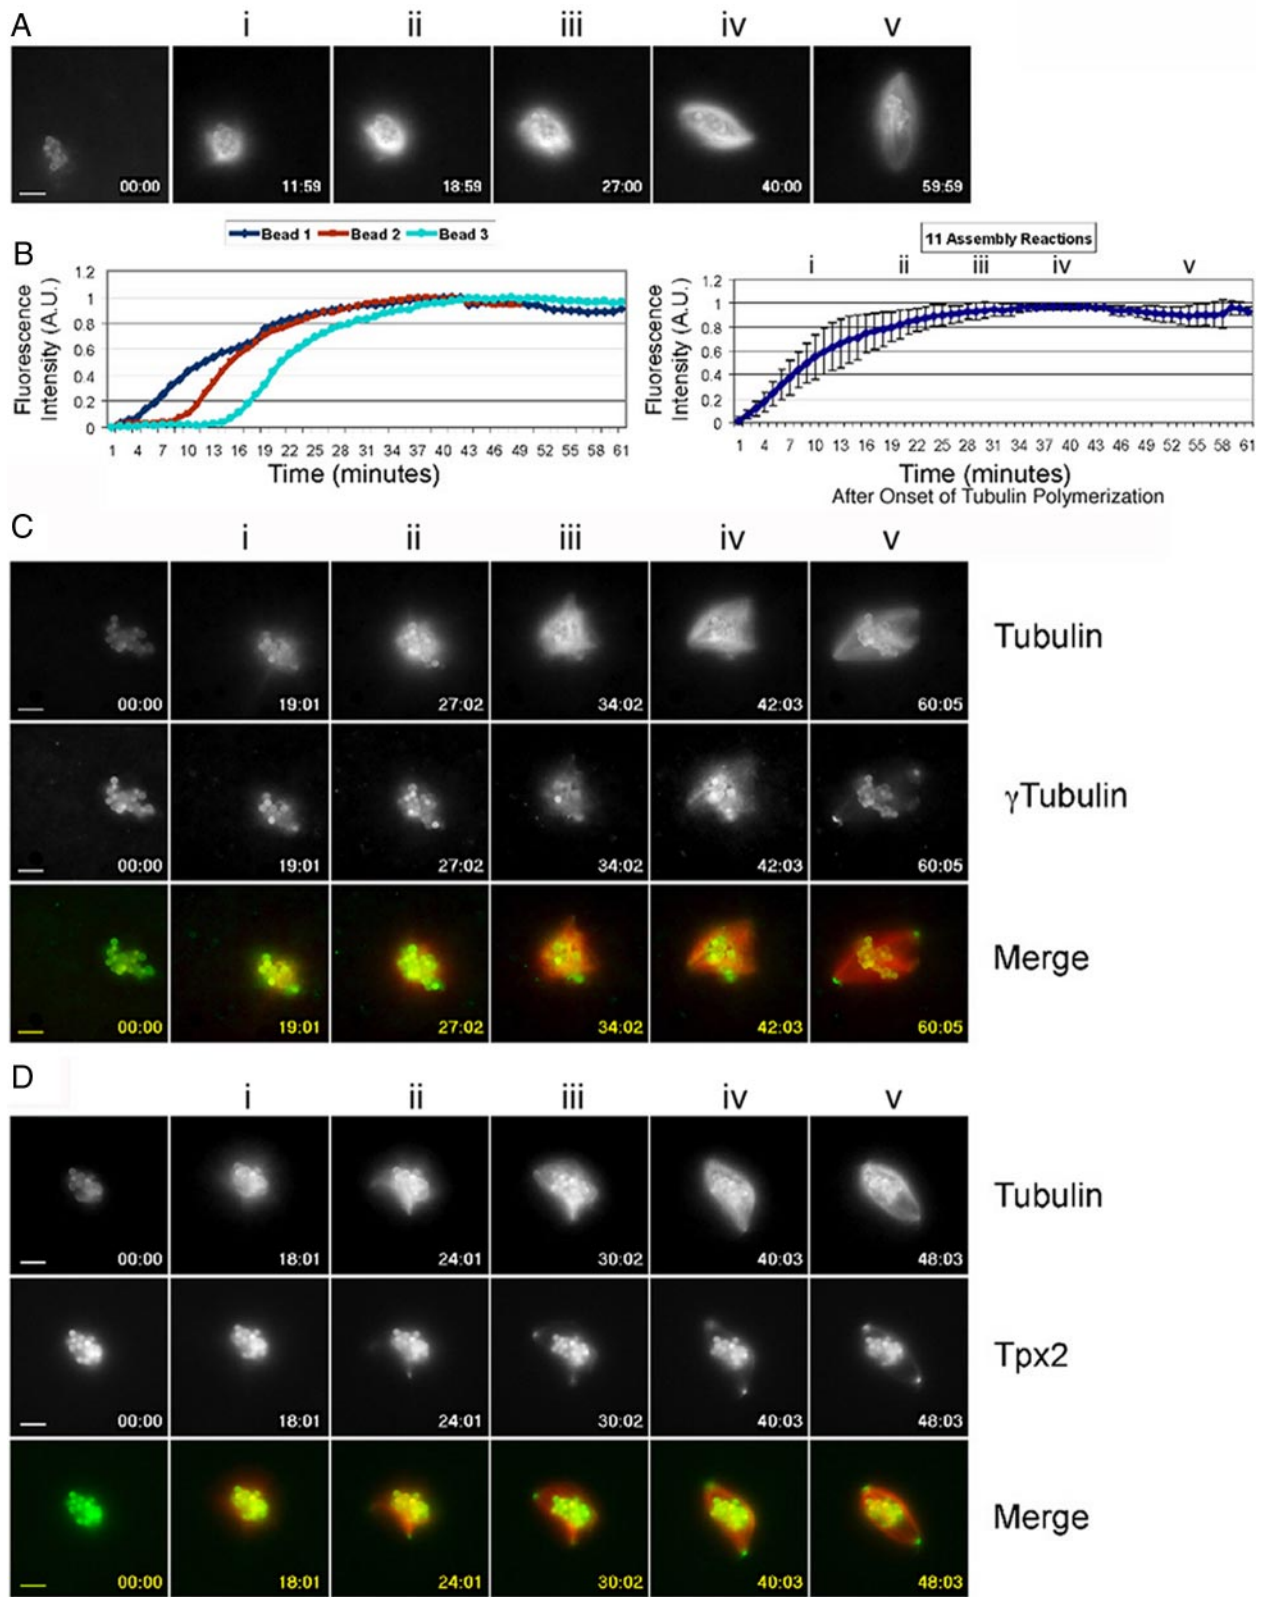 A
i ii iii iv v
00:00 11:59 18:59 27:00 40:00 59:59
B
Bead 1 Bead 2 Bead 3
Fluorescence
Intensity (A.U.)
1.2
1
0.8
0.6
0.4
0.2
0
1 4 7 10 13 16 19 22 25 28 31 34 37 40 43 46 49 52 55 58 61
Time (minutes)
11 Assembly Reactions
i ii iii iv v
Fluorescence
Intensity (A.U.)
1.2
1
0.8
0.6
0.4
0.2
0
1 4 7 10 13 16 19 22 25 28 31 34 37 40 43 46 49 52 55 58 61
Time (minutes)
After Onset of Tubulin Polymerization
C
i ii iii iv v
00:00 19:01 27:02 34:02 42:03 60:05
Tubulin
00:00 19:01 27:02 34:02 42:03 60:05
γTubulin
00:00 19:01 27:02 34:02 42:03 60:05
Merge
D
i ii iii iv v
00:00 18:01 24:01 30:02 40:03 48:03
Tubulin
00:00 18:01 24:01 30:02 40:03 48:03
Tpx2
00:00 18:01 24:01 30:02 40:03 48:03
Merge